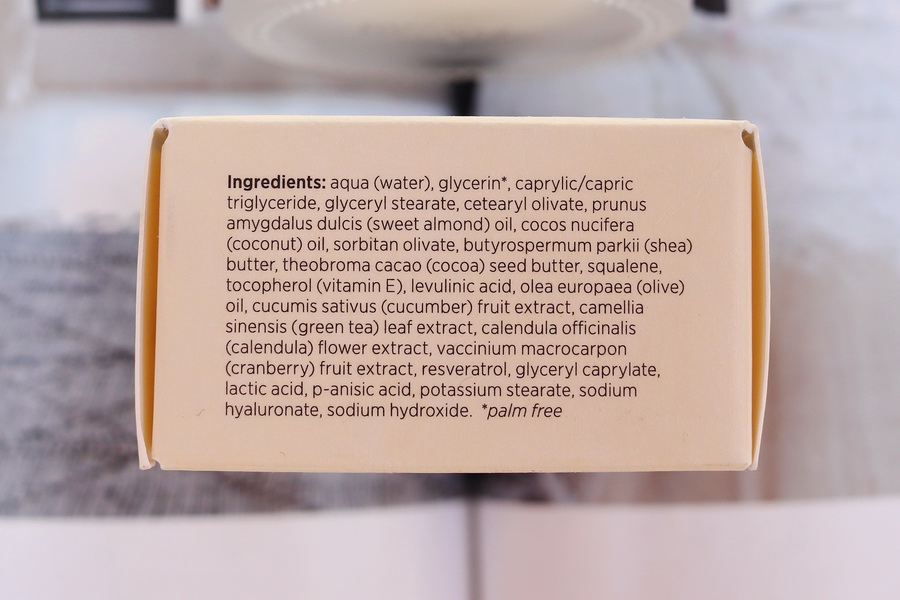 Ingredients: aqua (water), glycerin*, caprylic/capric
triglyceride, glyceryl stearate, cetearyl olivate, prunus
amygdalus dulcis (sweet almond) oil, cocos nucifera
(coconut) oil, sorbitan olivate, butyrospermum parkii (shea)
butter, theobroma cacao (cocoa) seed butter, squalene,
tocopherol (vitamin E), levulinic acid, olea europaea (olive)
oil, cucumis sativus (cucumber) fruit extract, camellia
sinensis (green tea) leaf extract, calendula officinalis
(calendula) flower extract, vaccinium macrocarpon
(cranberry) fruit extract, resveratrol, glyceryl caprylate,
lactic acid, p-anisic acid, potassium stearate, sodium
hyaluronate, sodium hydroxide. *palm free